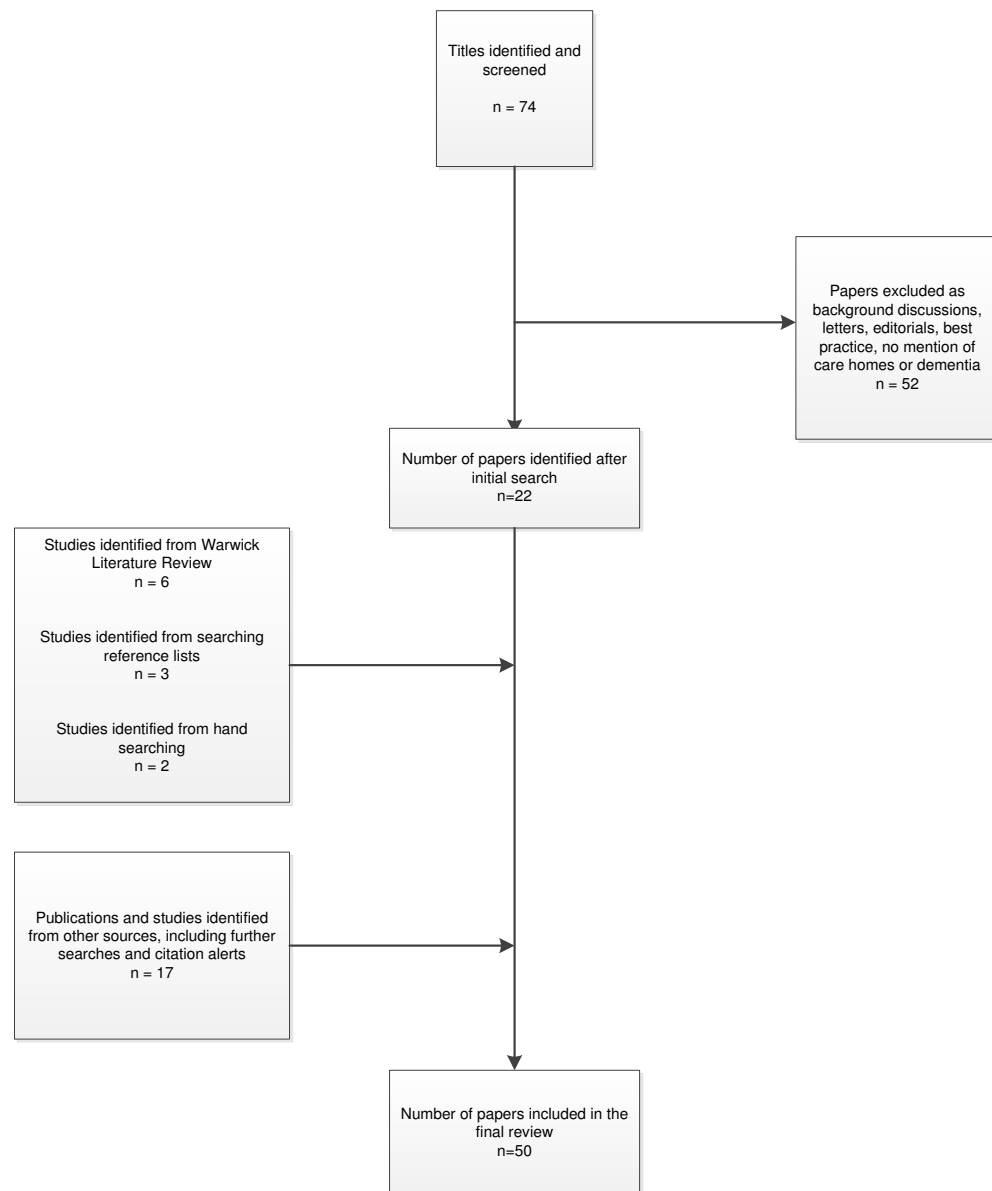 Titles identified and
screened
n = 74
Papers excluded as
background discussions,
letters, editorials, best
practice, no mention of
care homes or dementia
n = 52
Number of papers identified after
initial search
n=22
Studies identified from Warwick
Literature Review
n = 6
Studies identified from searching
reference lists
n = 3
Studies identified from hand
searching
n = 2
Publications and studies identified
from other sources, including further
searches and citation alerts
n = 17
Number of papers included in the
final review
n=50